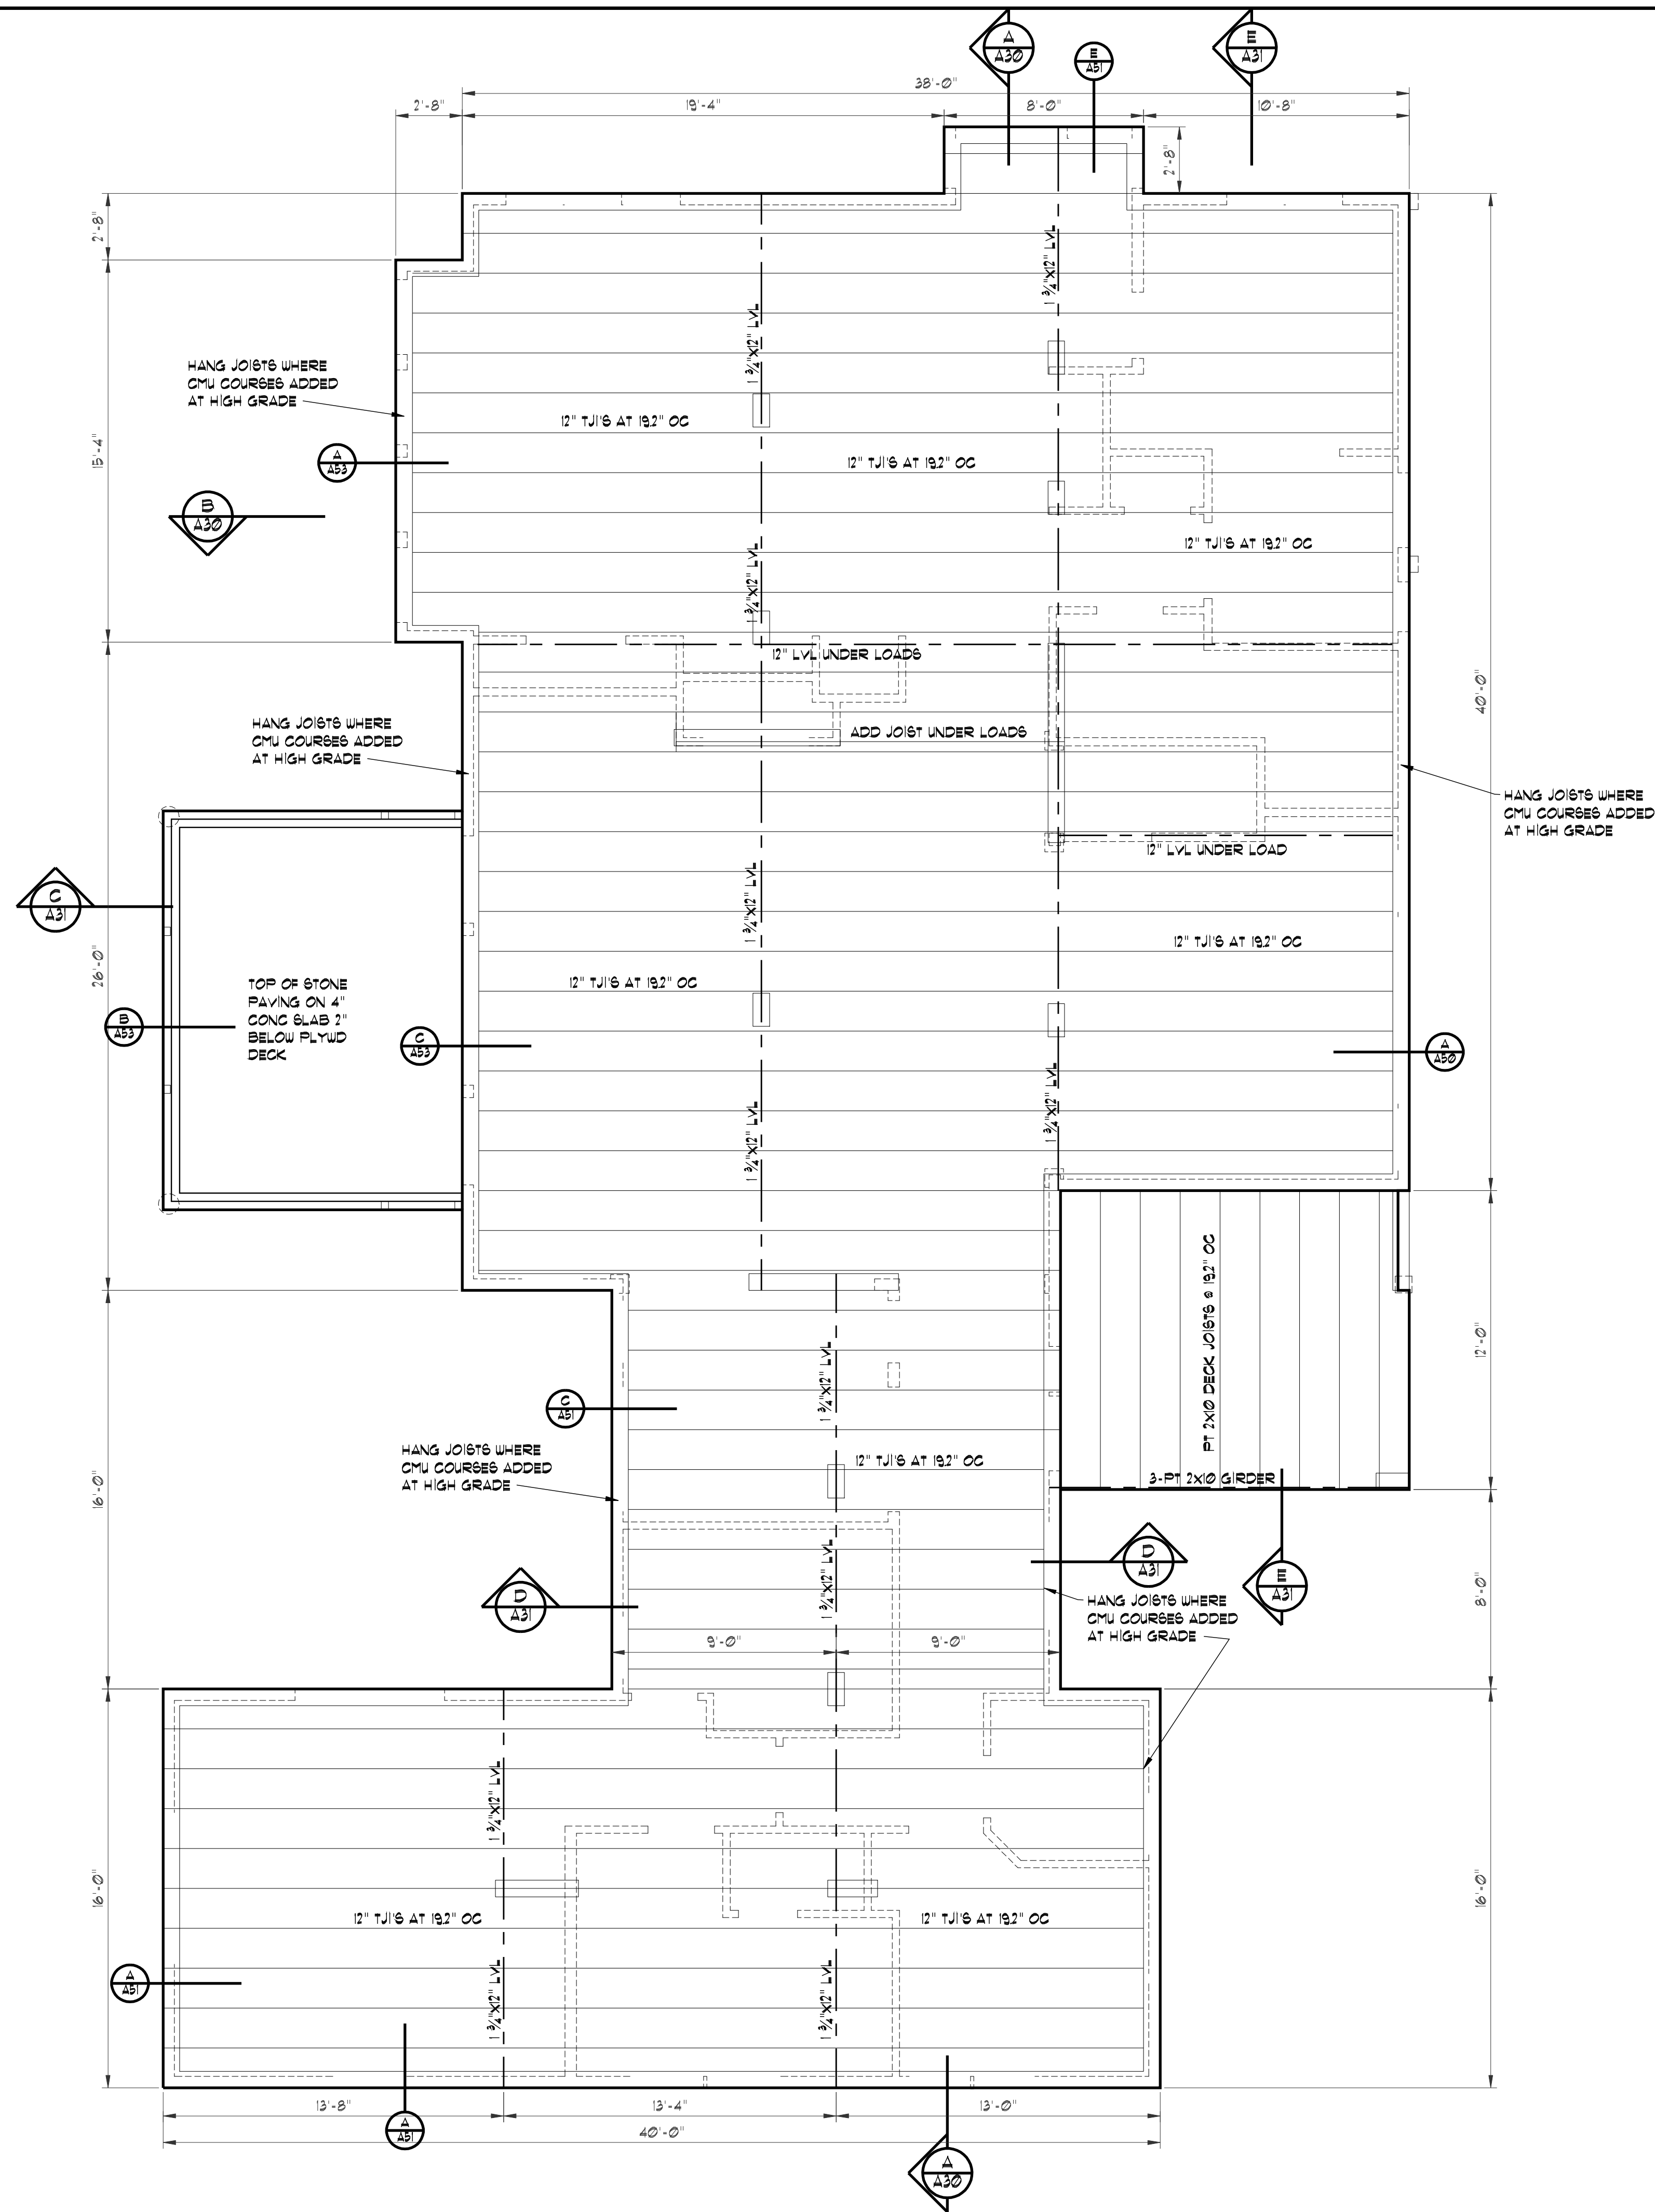 A
A30
E
A51
E
A31
38'-0"
2'-8"
19'-4"
8'-0"
10'-8"
2'-8"
2'-8"
1 3/4"X12" LVL
1 3/4"X12" LVL
HANG JOISTS WHERE
CMU COURSES ADDED
AT HIGH GRADE
12" TJI'S AT 19.2" OC
15'-4"
A
A53
12" TJI'S AT 19.2" OC
B
A30
12" TJI'S AT 19.2" OC
1 3/4"X12" LVL
12" LVL UNDER LOADS
40'-0"
HANG JOISTS WHERE
CMU COURSES ADDED
AT HIGH GRADE
ADD JOIST UNDER LOADS
HANG JOISTS WHERE
CMU COURSES ADDED
AT HIGH GRADE
12" LVL UNDER LOAD
C
A31
1 3/4"X12" LVL
12" TJI'S AT 19.2" OC
26'-0"
12" TJI'S AT 19.2" OC
TOP OF STONE
PAVING ON 4"
CONC SLAB 2"
BELOW PLYWD
DECK
B
A53
C
A53
A
A50
1 3/4"X12" LVL
1 3/4"X12" LVL
PT 2X10 DECK JOISTS @ 19.2" OC
12'-0"
1 3/4"X12" LVL
C
A51
HANG JOISTS WHERE
CMU COURSES ADDED
AT HIGH GRADE
12" TJI'S AT 19.2" OC
3-PT 2X10 GIRDER
16'-0"
D
A31
1 3/4"X12" LVL
D
A31
E
A31
8'-0"
HANG JOISTS WHERE
CMU COURSES ADDED
AT HIGH GRADE
9'-0"
9'-0"
1 3/4"X12" LVL
16'-0"
16'-0"
12" TJI'S AT 19.2" OC
12" TJI'S AT 19.2" OC
A
A51
1 3/4"X12" LVL
1 3/4"X12" LVL
13'-8"
13'-4"
13'-0"
A
A51
40'-0"
A
A30